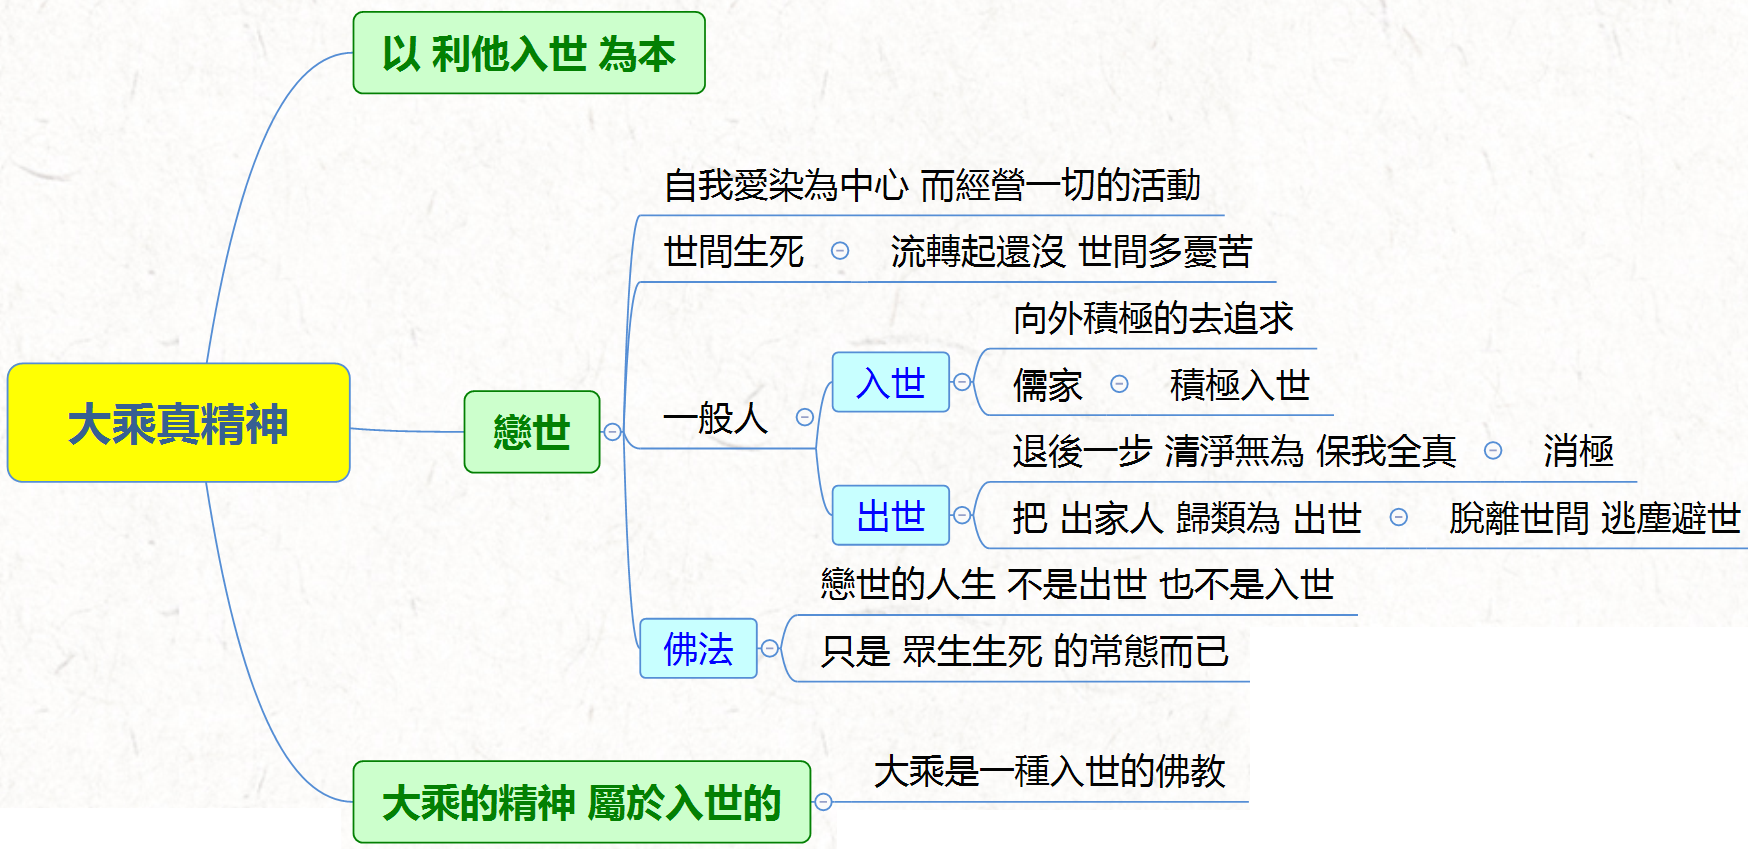 以 利他入世 為本
自我愛染為中心 而經營一切的活動
世間生死 流轉起還沒 世間多憂苦
向外積極的去追求
入世
儒家 積極入世
一般人
大乘真精神
戀世
退後一步 清淨無為 保我全真 消極
出世
把 出家人 歸類為 出世 脫離世間 逃塵避世
戀世的人生 不是出世 也不是入世
佛法
只是 眾生生死 的常態而已
大乘是一種入世的佛教
大乘的精神 屬於入世的